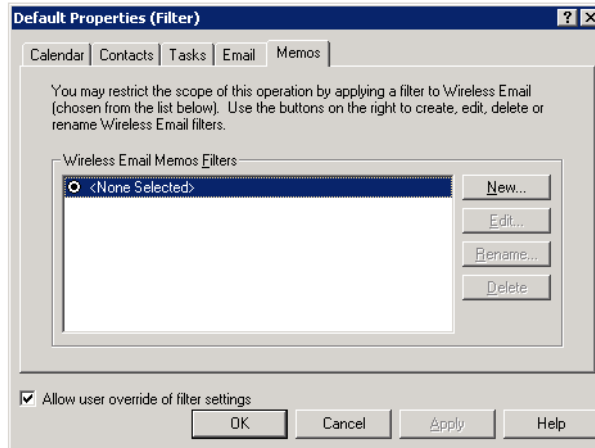 Default Properties (Filter)
Calendar Contacts Tasks Email Memos
You may restrict the scope of this operation by applying a filter to Wireless Email
(chosen from the list below). Use the buttons on the right to create, edit, delete or
rename Wireless Email filters.
Wireless Email Memos Filters
<None Selected>
New...
Edit...
Rename...
Delete
Allow user override of filter settings
OK Cancel Apply Help